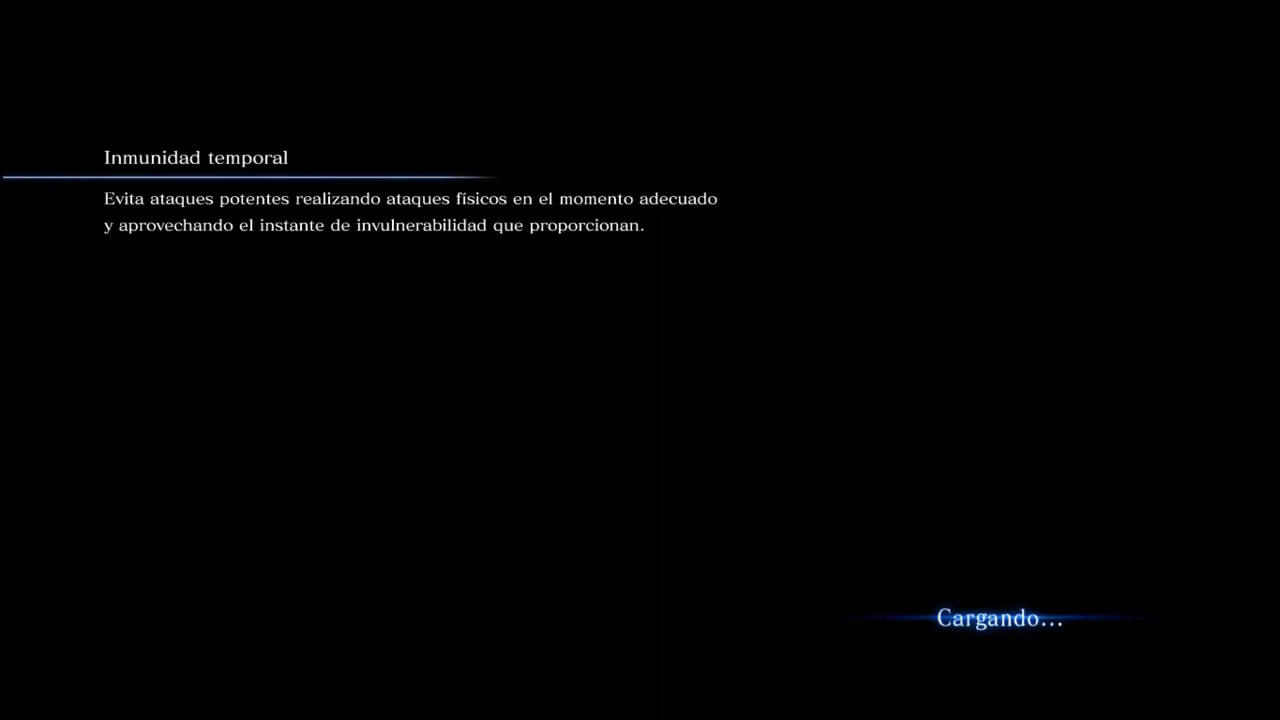 Inmunidad temporal
Evita ataques potentes realizando ataques físicos en el momento adecuado
y aprovechando el instante de invulnerabilidad que proporcionan.
Cargando...